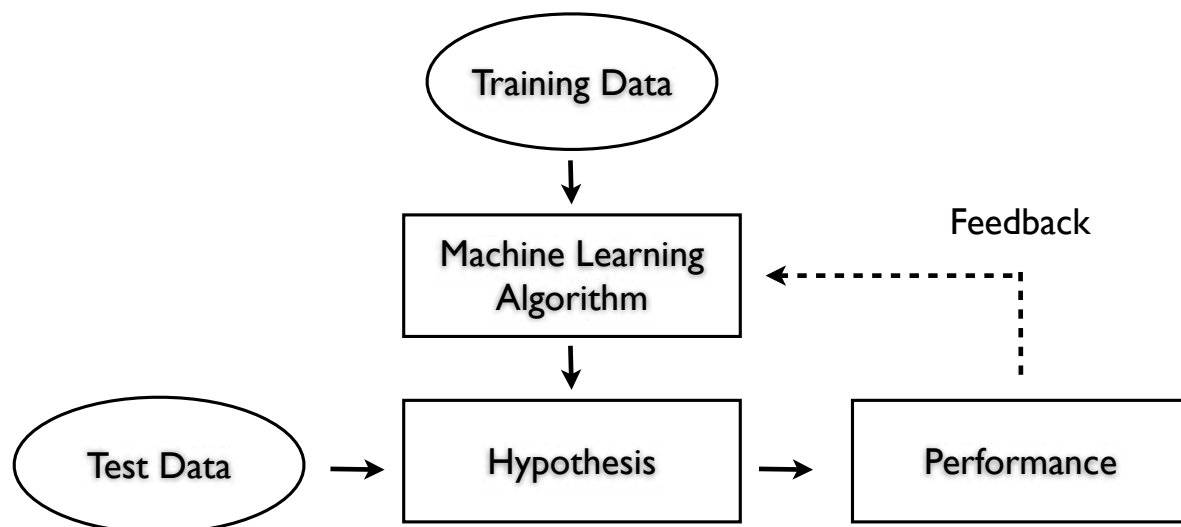 Training Data
Feedback
Machine Learning
Algorithm
Test Data
Hypothesis
Performance